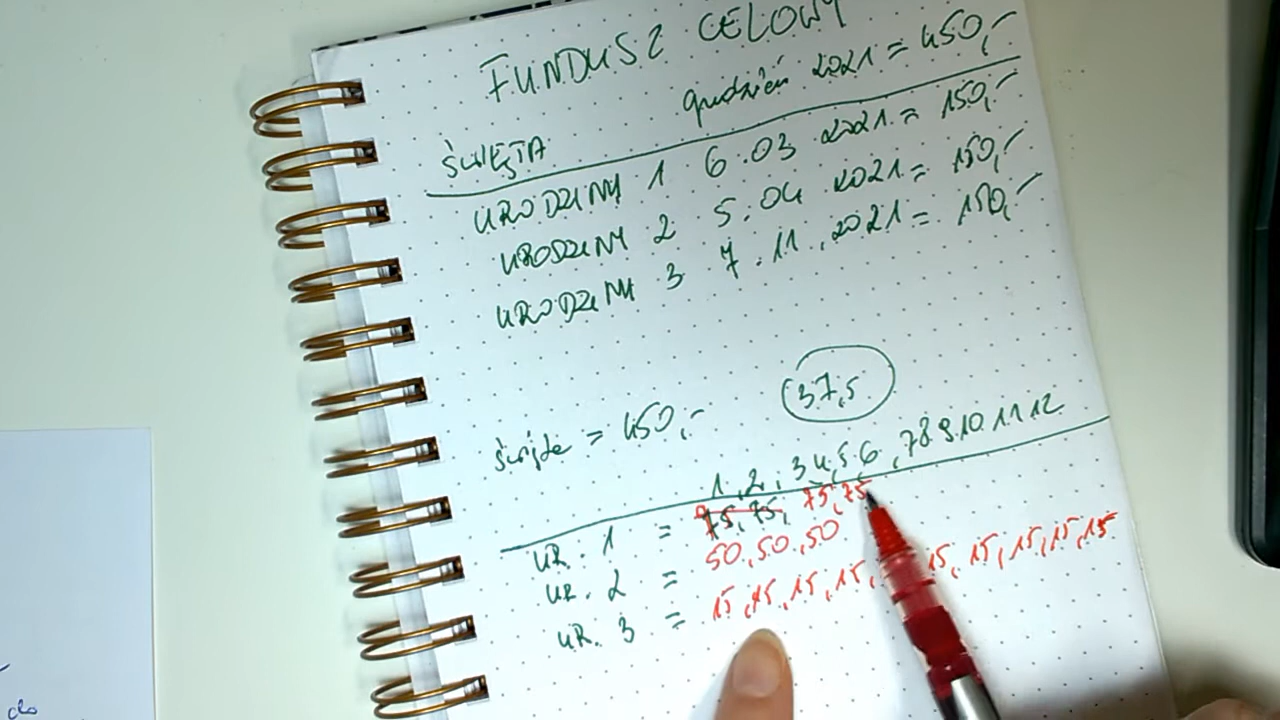 FUNDUSZ CELOWY
ŚWIĘTA grudzień 2021 = 450,-
URODZINY 1 6.03 2021 = 150,-
URODZINY 2 5.04 2021 = 150,-
URODZINY 3 7.11.2021 = 150,-
37,5
Święta = 450,-
1, 2, 3 4, 5 6, 7 8 9 10 11 12
UR. 1 = 75, 75, 75, 75
UR. 2 = 50, 50, 50
UR. 3 = 15, 15, 15, 15, 15, 15, 15, 15, 15
do